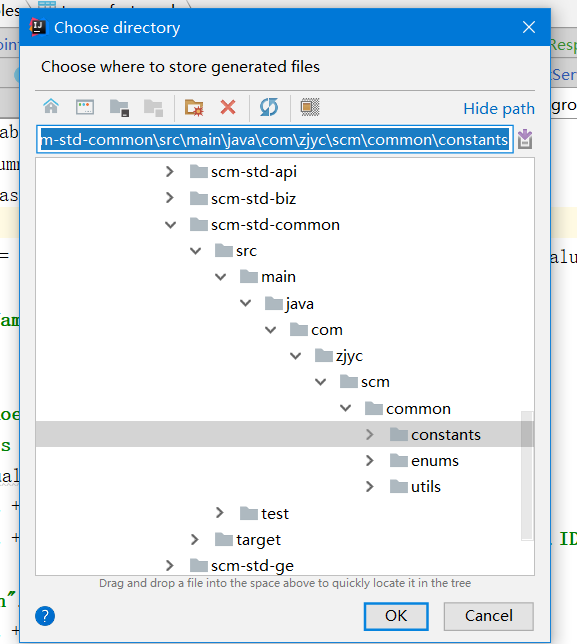 Choose directory
Choose where to store generated files
Hide path
m-std-common\src\main\java\com\zjyc\scm\common\constants
scm-std-api
scm-std-biz
scm-std-common
src
main
java
com
zjyc
scm
common
constants
enums
utils
test
target
scm-std-ge
Drag and drop a file into the space above to quickly locate it in the tree
?
OK
Cancel